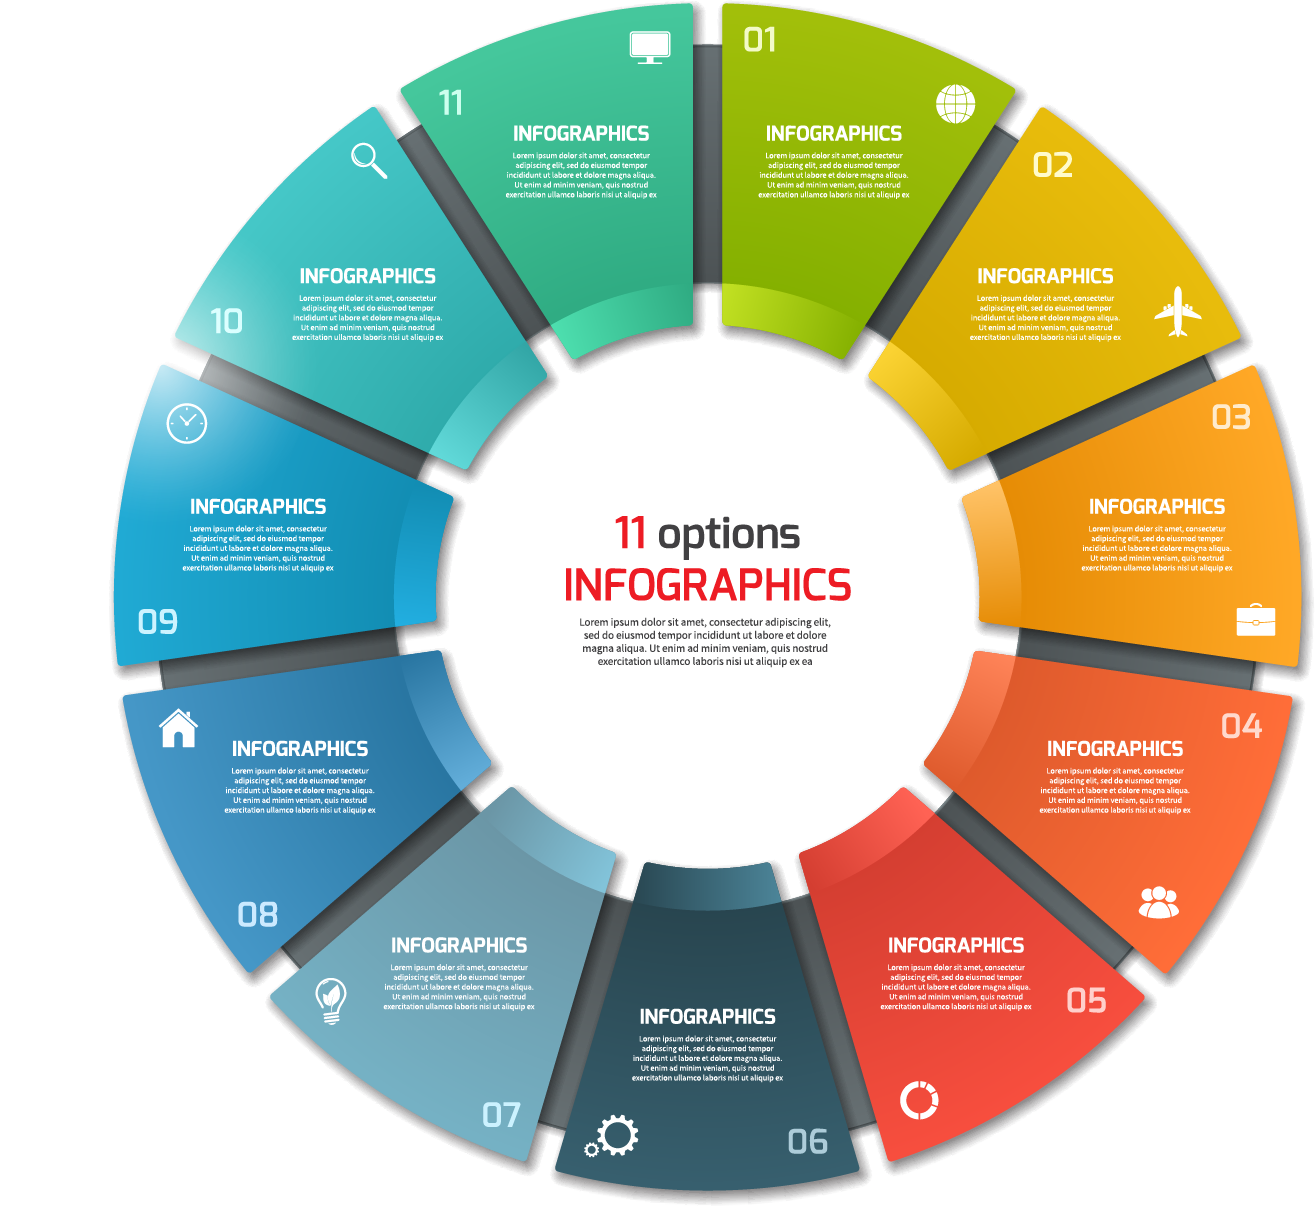 11 options
INFOGRAPHICS
Lorem ipsum dolor sit amet, consectetur adipiscing elit,
sed do eiusmod tempor incididunt ut labore et dolore
magna aliqua. Ut enim ad minim veniam, quis nostrud
exercitation ullamco laboris nisi ut aliquip ex ea
01
INFOGRAPHICS
Lorem ipsum dolor sit amet, consectetur
adipiscing elit, sed do eiusmod tempor
incididunt ut labore et dolore magna aliqua.
Ut enim ad minim veniam, quis nostrud
exercitation ullamco laboris nisi ut aliquip ex
02
INFOGRAPHICS
Lorem ipsum dolor sit amet, consectetur
adipiscing elit, sed do eiusmod tempor
incididunt ut labore et dolore magna aliqua.
Ut enim ad minim veniam, quis nostrud
exercitation ullamco laboris nisi ut aliquip ex
03
INFOGRAPHICS
Lorem ipsum dolor sit amet, consectetur
adipiscing elit, sed do eiusmod tempor
incididunt ut labore et dolore magna aliqua.
Ut enim ad minim veniam, quis nostrud
exercitation ullamco laboris nisi ut aliquip ex
04
INFOGRAPHICS
Lorem ipsum dolor sit amet, consectetur
adipiscing elit, sed do eiusmod tempor
incididunt ut labore et dolore magna aliqua.
Ut enim ad minim veniam, quis nostrud
exercitation ullamco laboris nisi ut aliquip ex
INFOGRAPHICS
Lorem ipsum dolor sit amet, consectetur
adipiscing elit, sed do eiusmod tempor
incididunt ut labore et dolore magna aliqua.
Ut enim ad minim veniam, quis nostrud
exercitation ullamco laboris nisi ut aliquip ex
05
INFOGRAPHICS
Lorem ipsum dolor sit amet, consectetur
adipiscing elit, sed do eiusmod tempor
incididunt ut labore et dolore magna aliqua.
Ut enim ad minim veniam, quis nostrud
exercitation ullamco laboris nisi ut aliquip ex
06
INFOGRAPHICS
Lorem ipsum dolor sit amet, consectetur
adipiscing elit, sed do eiusmod tempor
incididunt ut labore et dolore magna aliqua.
Ut enim ad minim veniam, quis nostrud
exercitation ullamco laboris nisi ut aliquip ex
07
INFOGRAPHICS
Lorem ipsum dolor sit amet, consectetur
adipiscing elit, sed do eiusmod tempor
incididunt ut labore et dolore magna aliqua.
Ut enim ad minim veniam, quis nostrud
exercitation ullamco laboris nisi ut aliquip ex
08
INFOGRAPHICS
Lorem ipsum dolor sit amet, consectetur
adipiscing elit, sed do eiusmod tempor
incididunt ut labore et dolore magna aliqua.
Ut enim ad minim veniam, quis nostrud
exercitation ullamco laboris nisi ut aliquip ex
09
INFOGRAPHICS
Lorem ipsum dolor sit amet, consectetur
adipiscing elit, sed do eiusmod tempor
incididunt ut labore et dolore magna aliqua.
Ut enim ad minim veniam, quis nostrud
exercitation ullamco laboris nisi ut aliquip ex
10
11
INFOGRAPHICS
Lorem ipsum dolor sit amet, consectetur
adipiscing elit, sed do eiusmod tempor
incididunt ut labore et dolore magna aliqua.
Ut enim ad minim veniam, quis nostrud
exercitation ullamco laboris nisi ut aliquip ex